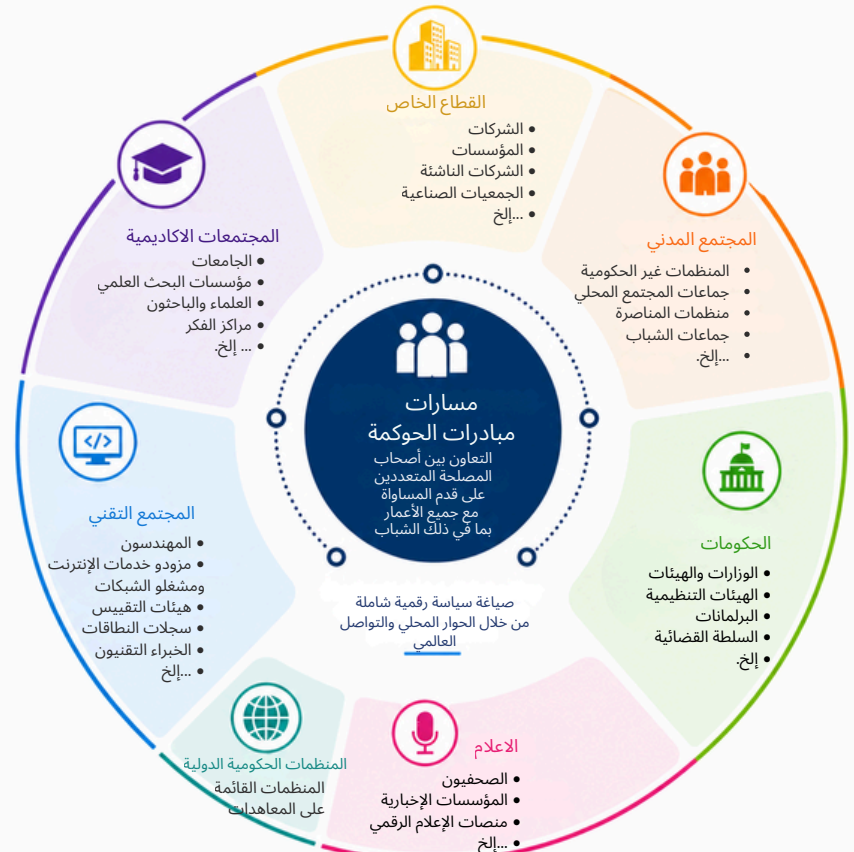 القطاع الخاص
• الشركات
• المؤسسات
• الشركات الناشئة
• الجمعيات الصناعية
• ...إلخ
المجتمع المدني
• المنظمات غير الحكومية
• جماعات المجتمع المحلي
• منظمات المناصرة
• جماعات الشباب
• ...إلخ.
الحكومات
• الوزارات والهيئات
• الهيئات التنظيمية
• البرلمانات
• السلطة القضائية
• إلخ.
الاعلام
• الصحفيون
• المؤسسات الإخبارية
• منصات الإعلام الرقمي
• ...إلخ
المنظمات الحكومية الدولية
المنظمات القائمة
على المعاهدات
المجتمع التقني
• المهندسون
• مزودو خدمات الإنترنت
ومشغلو الشبكات
• هيئات التقييس
• سجلات النطاقات
• الخبراء التقنيون
• ...إلخ
المجتمعات الاكاديمية
• الجامعات
• مؤسسات البحث العلمي
• العلماء والباحثون
• مراكز الفكر
• ... إلخ.
مسارات
مبادرات الحوكمة
التعاون بين أصحاب
المصلحة المتعددين
على قدم المساواة
مع جميع الأعمار
بما في ذلك الشباب
صياغة سياسة رقمية شاملة
من خلال الحوار المحلي والتواصل
العالمي